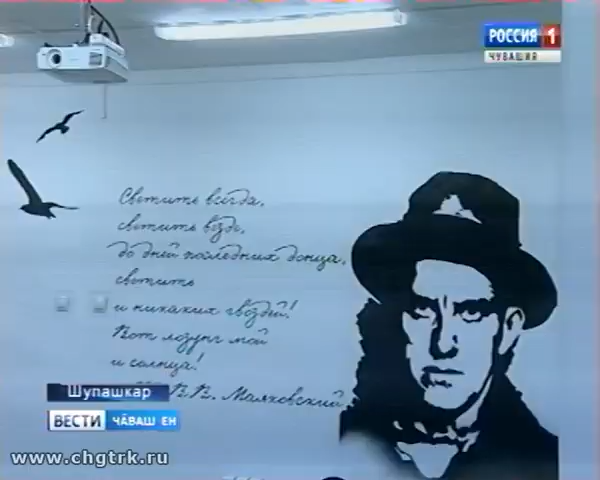 РОССИЯ 1
ЧУВАШИЯ
Светить всегда,
светить везде,
до дней последних донца,
светить
и никаких гвоздей!
Вот лозунг мой
и солнца!
В.В. Маяковский
Шупашкар
ВЕСТИ ЧӐВАШ ЕН
www.chgtrk.ru